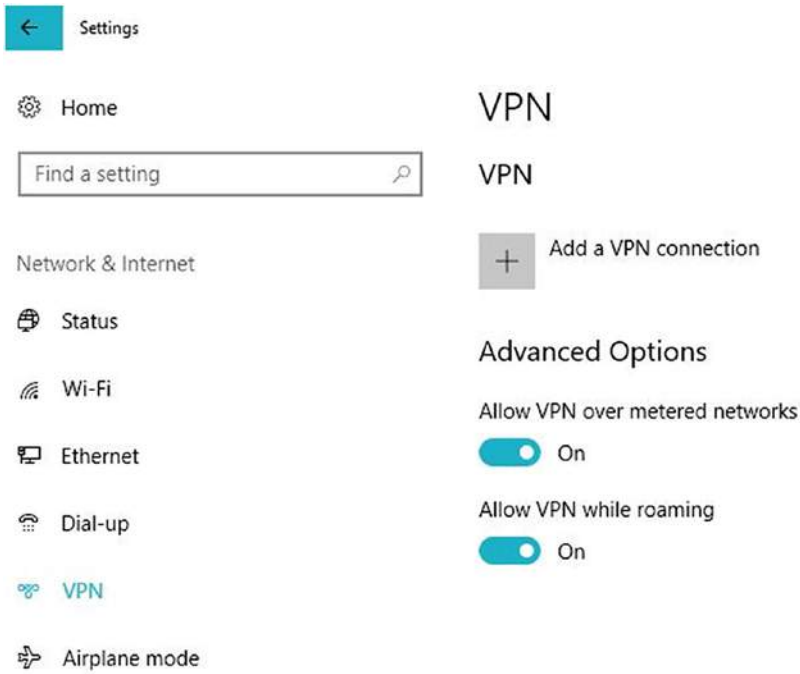 Settings
Home
Find a setting
Network & Internet
Status
Wi-Fi
Ethernet
Dial-up
VPN
Airplane mode
VPN
VPN
Add a VPN connection
Advanced Options
Allow VPN over metered networks
On
Allow VPN while roaming
On